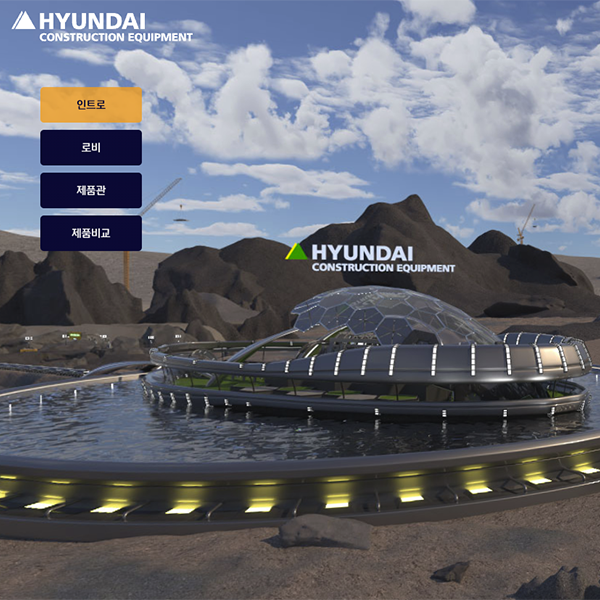 HYUNDAI
CONSTRUCTION EQUIPMENT
인트로
로비
제품관
제품비교
HYUNDAI
CONSTRUCTION EQUIPMENT